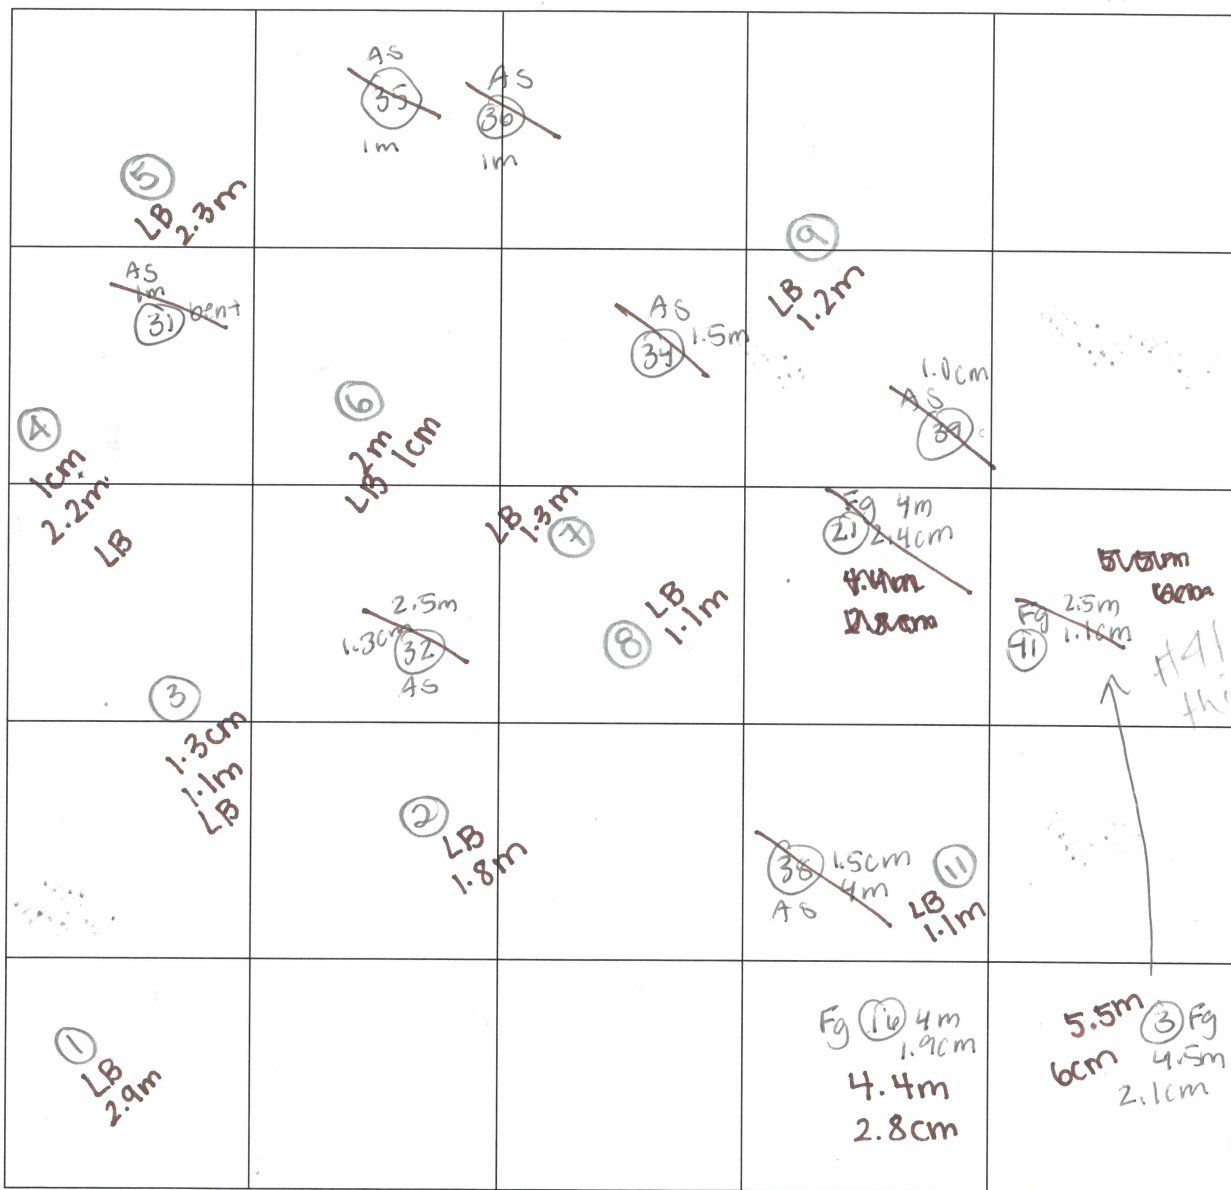 AS
35
1m
AS
36
1m
5
LB
2.3m
9
LB
1.2m
AS
1m
31 bent
AS
34 1.5m
1.0cm
AS
39
4
1cm
2.2m
LB
6
2m 1cm
LB
LB 1.3m
7
Fg 4m
21 2.4cm
2.5m
1.3cm
32
AS
8
LB
1.1m
Fg 2.5m
41 1.1cm
#41
3
1.3cm
1.1m
LB
2
LB
1.8m
38 1.5cm
4m
AS
11
LB
1.1m
1
LB
2.9m
Fg 16 4m
1.9cm
4.4m
2.8cm
5.5m 3 Fg
6cm 4.5m
2.1cm